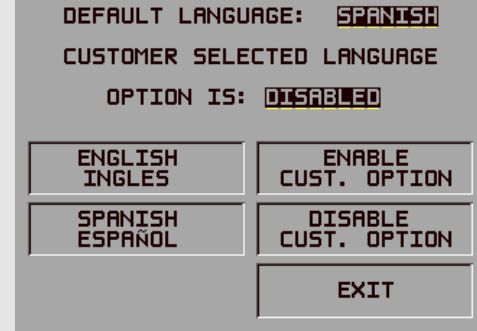 DEFAULT LANGUAGE: SPANISH
CUSTOMER SELECTED LANGUAGE
OPTION IS: DISABLED
ENGLISH
INGLES
ENABLE
CUST. OPTION
SPANISH
ESPAÑOL
DISABLE
CUST. OPTION
EXIT